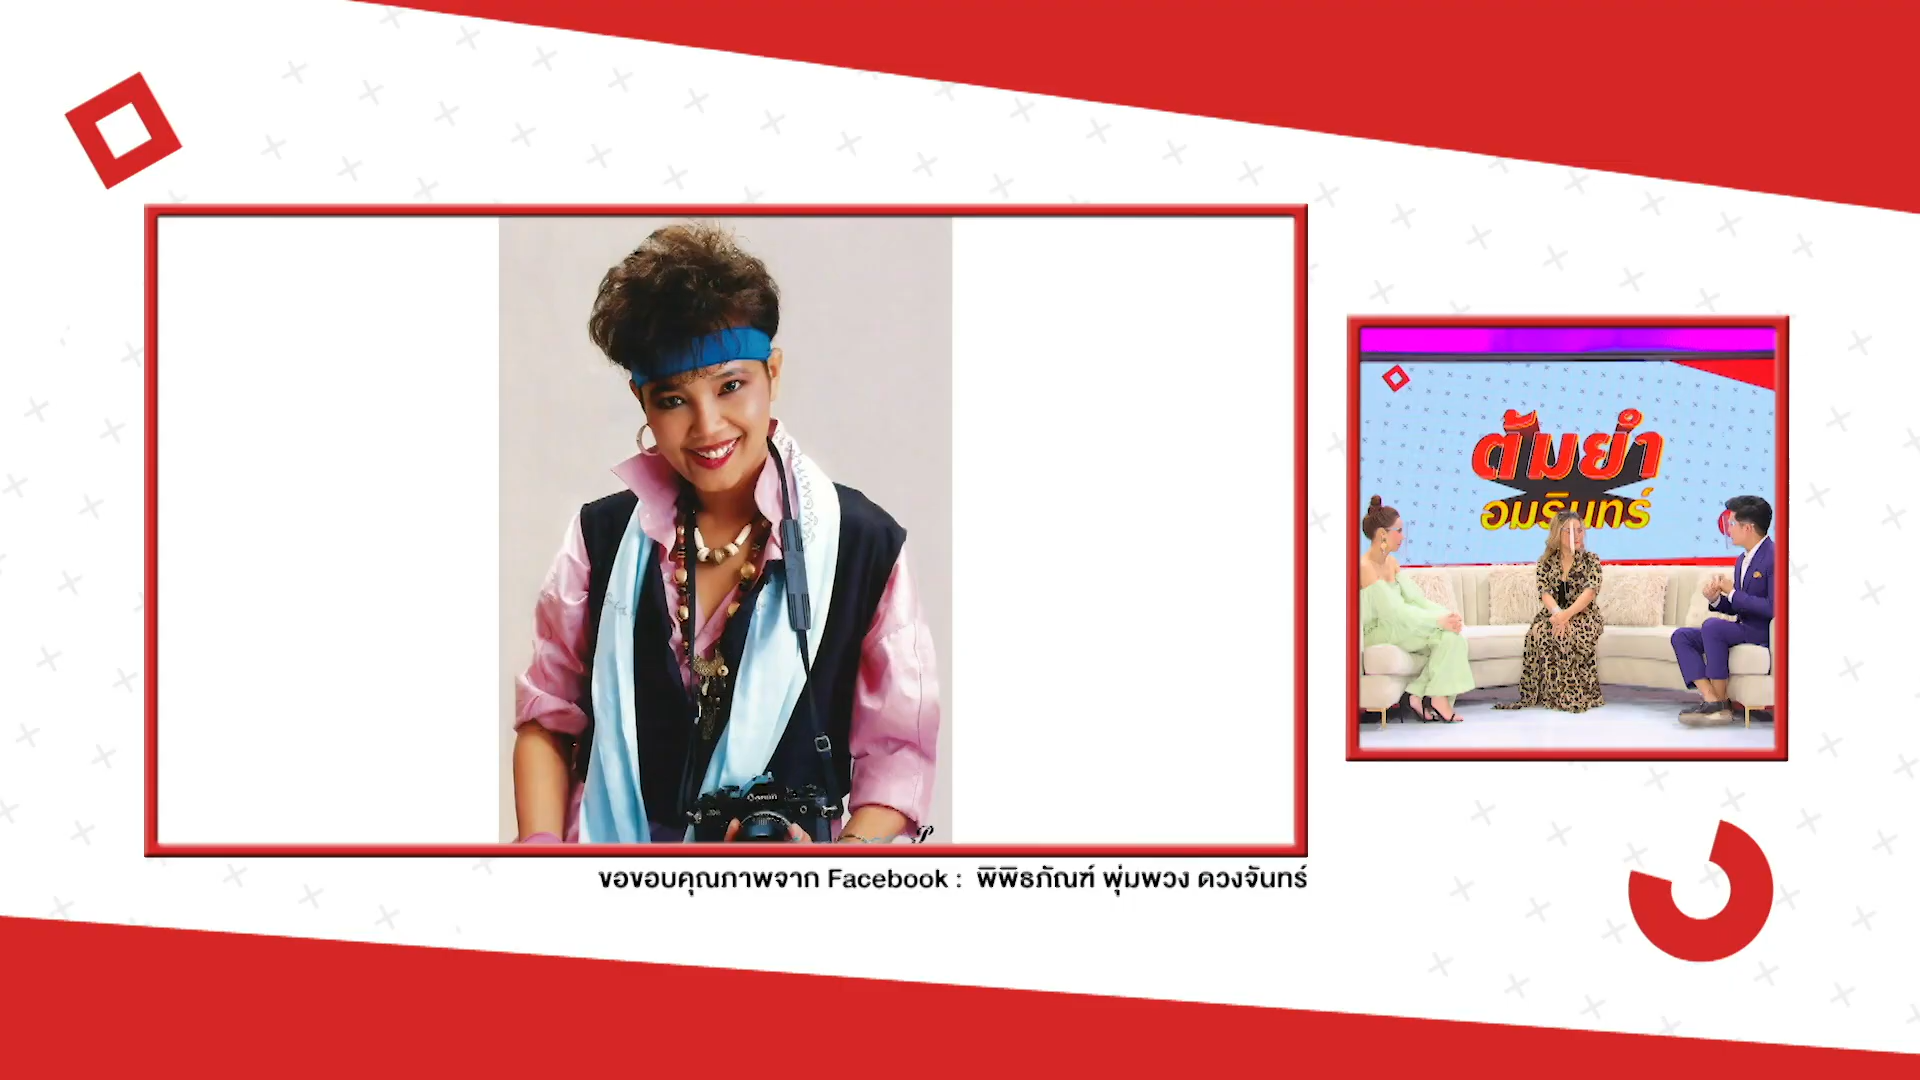 ต้มยำ
อมรินทร์
Canon
P
ขอขอบคุณภาพจาก Facebook : พิพิธภัณฑ์ พุ่มพวง ดวงจันทร์